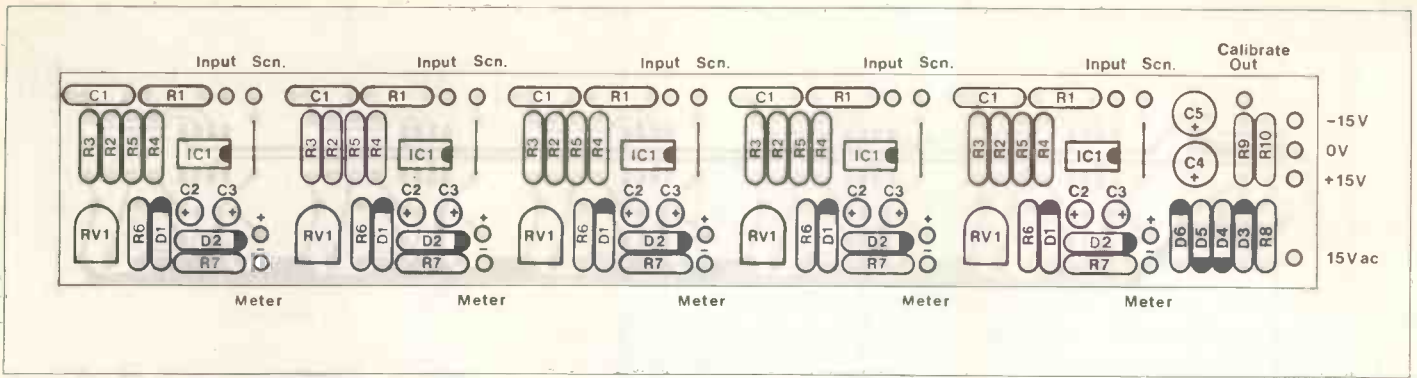 Calibrate
Input Scn. Input Scn. Input Scn. Input Scn. Input Scn. Out
C1 R1 C1 R1 C1 R1 C1 R1 C1 R1
R3 R2 R5 R4 IC1 R3 R2 R5 R4 IC1 R3 R2 R5 R4 IC1 R3 R2 R5 R4 IC1 R3 R2 R5 R4 IC1 C5 + C4 + R9 R10
-15V
0V
+15V
C2 C3 C2 C3 C2 C3 C2 C3 C2 C3
RV1 R6 D1 + + D2 R7 + - RV1 R6 D1 + + D2 R7 + - RV1 R6 D1 + + D2 R7 + - RV1 R6 D1 + + D2 R7 + - RV1 R6 D1 + + D2 R7 + - D6 D5 D4 D3 R8
15Vac
Meter Meter Meter Meter Meter